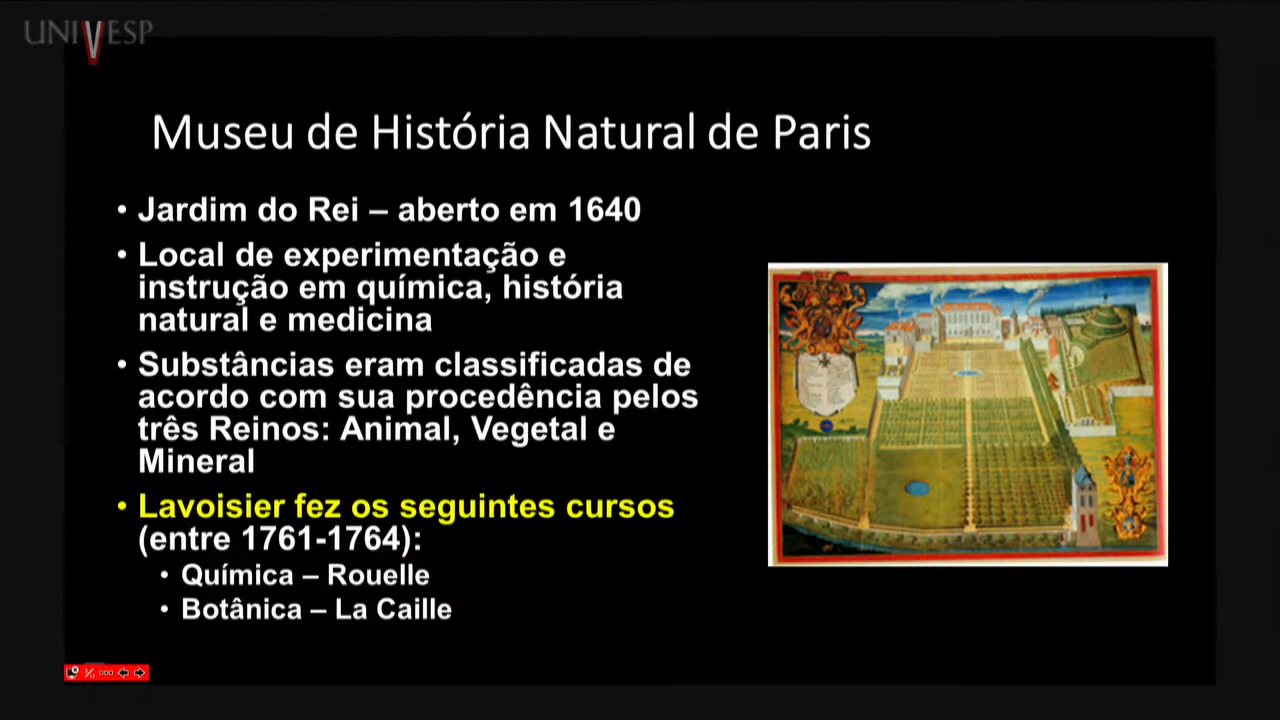 UNIVESP
Museu de História Natural de Paris
• Jardim do Rei – aberto em 1640
• Local de experimentação e
instrução em química, história
natural e medicina
• Substâncias eram classificadas de
acordo com sua procedência pelos
três Reinos: Animal, Vegetal e
Mineral
• Lavoisier fez os seguintes cursos
(entre 1761-1764):
• Química – Rouelle
• Botânica – La Caille